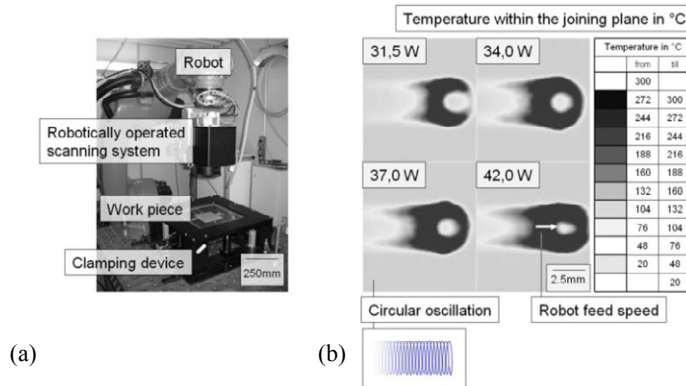 Temperature within the joining plane in °C
Robot
Robotically operated
scanning system
Work piece
Clamping device
250mm
(a)
31,5 W
34,0 W
37,0 W
42,0 W
2.5mm
Circular oscillation
Robot feed speed
(b)
Temperature in °C
from till
300
272 300
244 272
216 244
188 216
160 188
132 160
104 132
76 104
48 76
20 48
20